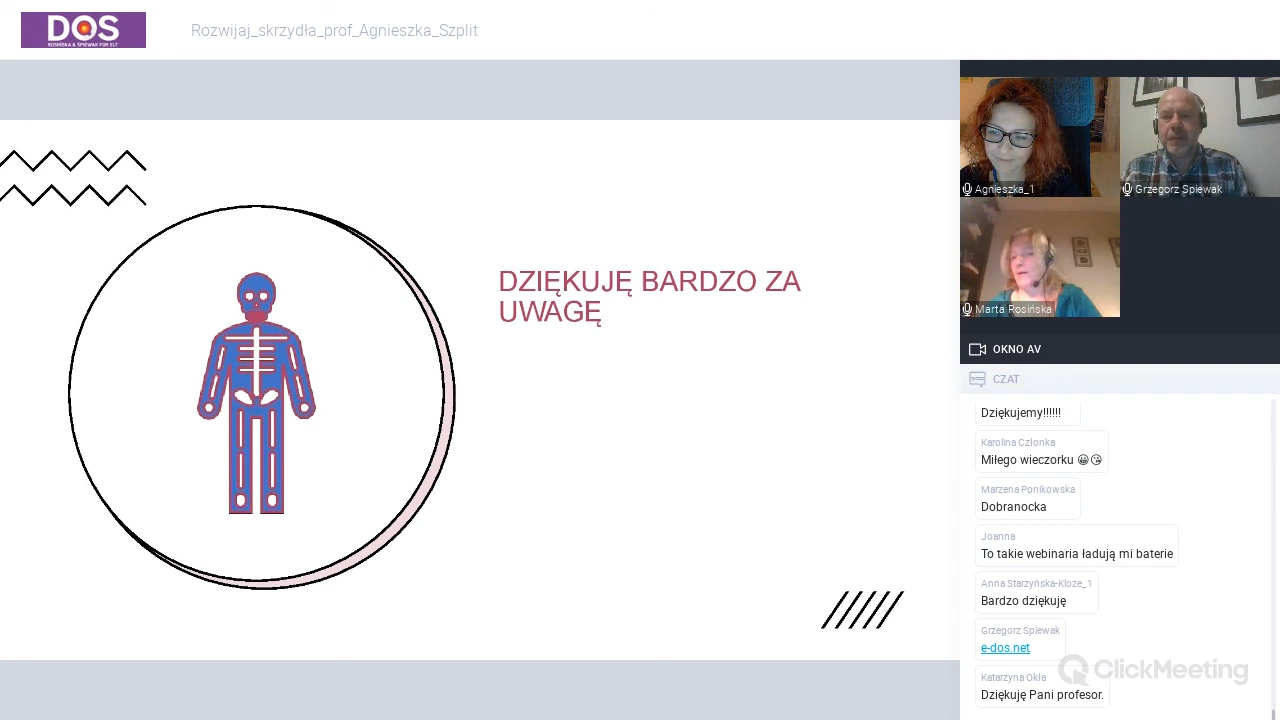 DOS
ROSIŃSKA & ŚPIEWAK FOR ELT
Rozwijaj_skrzydła_prof_Agnieszka_Szplit
DZIĘKUJĘ BARDZO ZA
UWAGĘ
Agnieszka_1
Grzegorz Spiewak
Marta Rosińska
OKNO AV
CZAT
Dziękujemy!!!!!!
Karolina Członka
Miłego wieczorku 😀😘
Marzena Ponikowska
Dobranocka
Joanna
To takie webinaria ładują mi baterie
Anna Starzyńska-Kloze_1
Bardzo dziękuję
Grzegorz Spiewak
e-dos.net
Katarzyna Okła
Dziękuję Pani profesor.
ClickMeeting